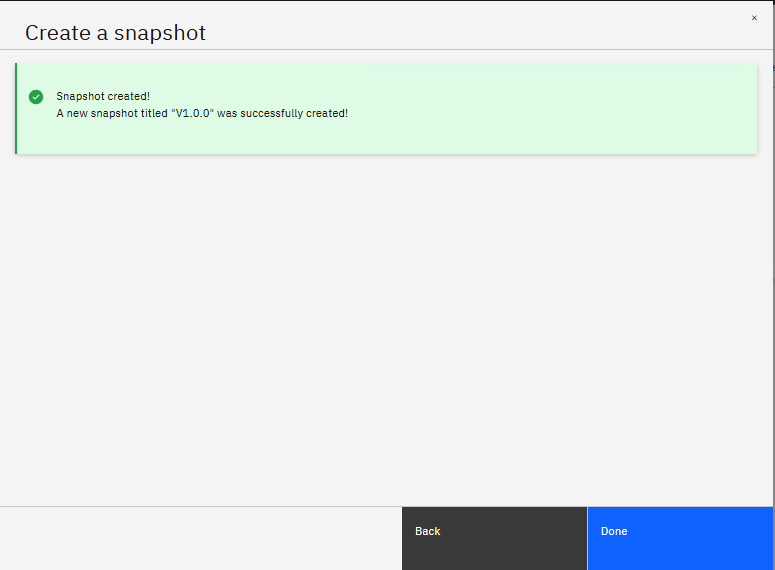 Create a snapshot
×
Snapshot created!
A new snapshot titled "V1.0.0" was successfully created!
Back
Done